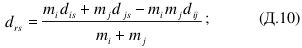 d_{rs} = \frac{m_i d_{is} + m_j d_{js} - m_i m_j d_{ij}}{m_i + m_j} ; (Д.10)